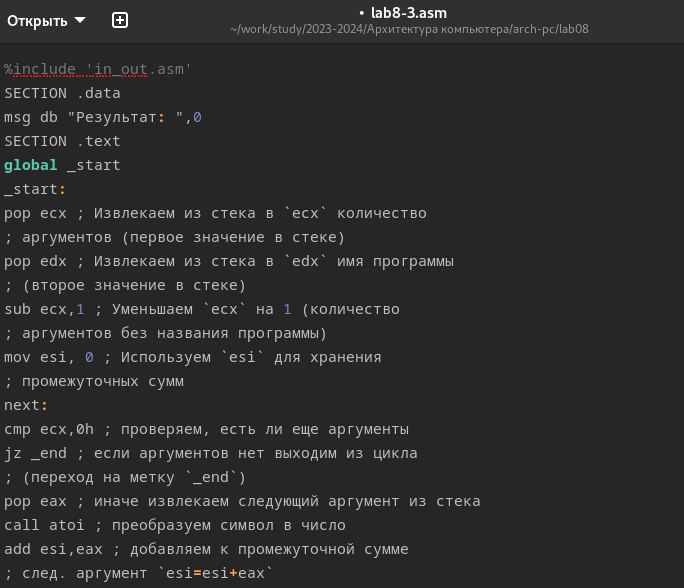 Открыть
• lab8-3.asm
~/work/study/2023-2024/Архитектура компьютера/arch-pc/lab08
%include 'in_out.asm'
SECTION .data
msg db "Результат: ",0
SECTION .text
global _start
_start:
pop ecx ; Извлекаем из стека в `ecx` количество
; аргументов (первое значение в стеке)
pop edx ; Извлекаем из стека в `edx` имя программы
; (второе значение в стеке)
sub ecx,1 ; Уменьшаем `ecx` на 1 (количество
; аргументов без названия программы)
mov esi, 0 ; Используем `esi` для хранения
; промежуточных сумм
next:
cmp ecx,0h ; проверяем, есть ли еще аргументы
jz _end ; если аргументов нет выходим из цикла
; (переход на метку `_end`)
pop eax ; иначе извлекаем следующий аргумент из стека
call atoi ; преобразуем символ в число
add esi,eax ; добавляем к промежуточной сумме
; след. аргумент `esi=esi+eax`